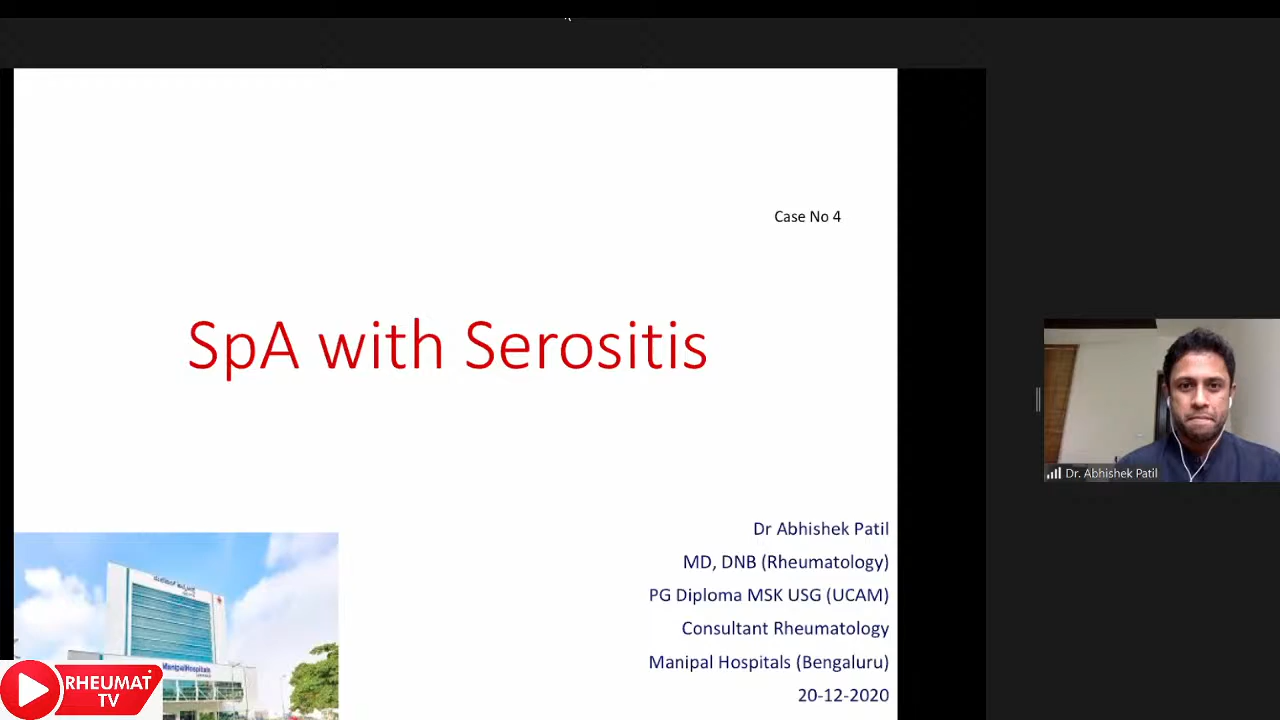 Case No 4
SpA with Serositis
Dr Abhishek Patil
MD, DNB (Rheumatology)
PG Diploma MSK USG (UCAM)
Consultant Rheumatology
Manipal Hospitals (Bengaluru)
20-12-2020
Dr. Abhishek Patil
ManipalHospitals
RHEUMAT
TV